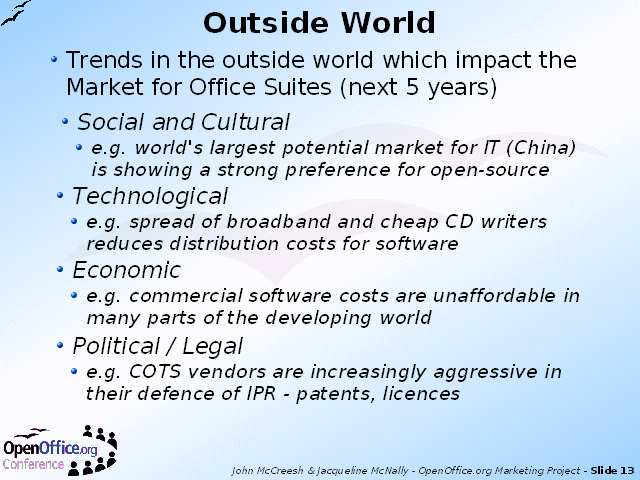 Outside World
Trends in the outside world which impact the
Market for Office Suites (next 5 years)
Social and Cultural
e.g. world's largest potential market for IT (China)
is showing a strong preference for open-source
Technological
e.g. spread of broadband and cheap CD writers
reduces distribution costs for software
Economic
e.g. commercial software costs are unaffordable in
many parts of the developing world
Political / Legal
e.g. COTS vendors are increasingly aggressive in
their defence of IPR - patents, licences
OpenOffice.org
Conference
John McCreesh & Jacqueline McNally - OpenOffice.org Marketing Project - Slide 13